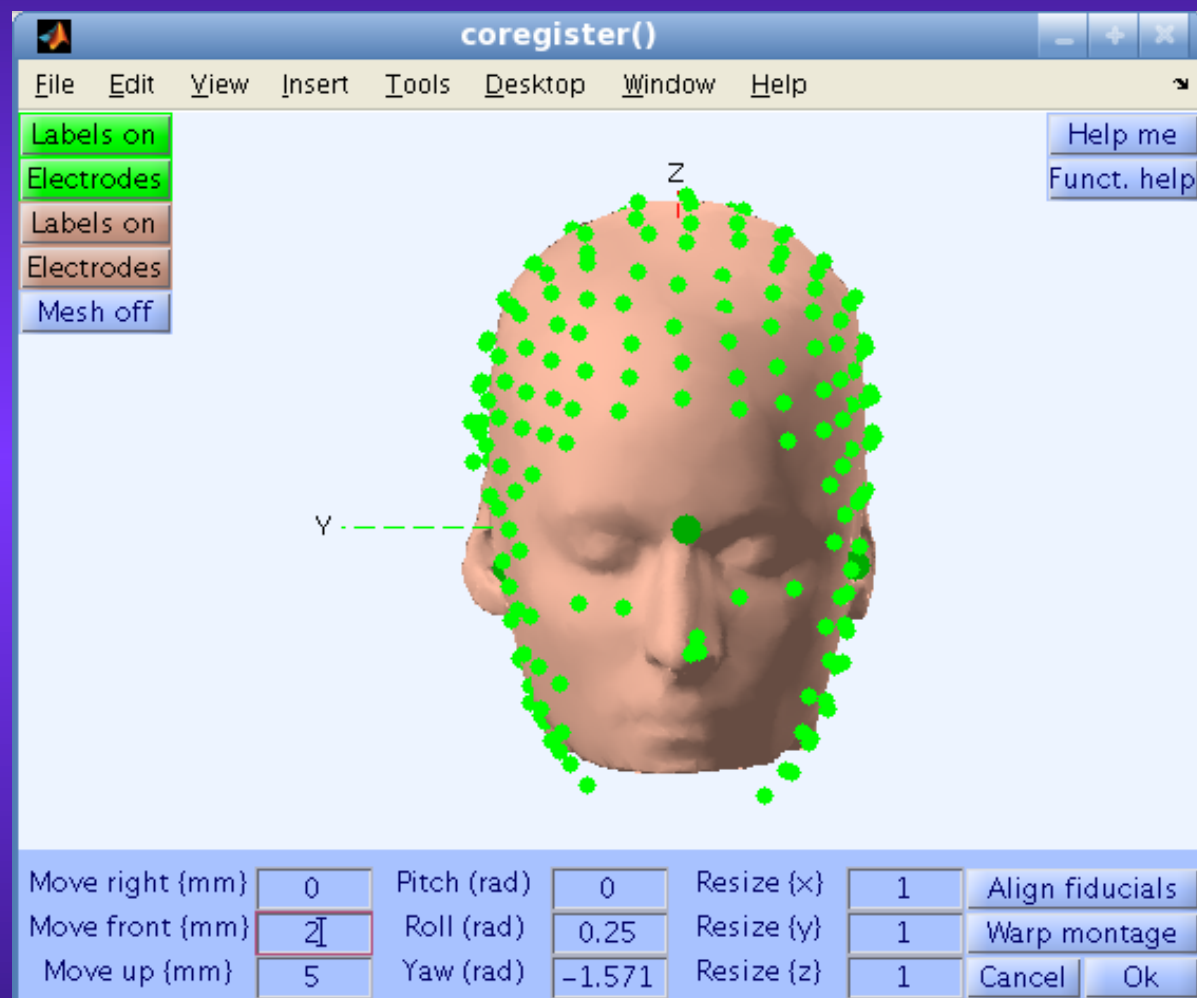 coregister()
File Edit View Insert Tools Desktop Window Help
Labels on
Electrodes
Labels on
Electrodes
Mesh off
Help me
Funct. help
Z
Y
Move right {mm} 0 Pitch (rad) 0 Resize {x} 1 Align fiducials
Move front {mm} 2 Roll (rad) 0.25 Resize {y} 1 Warp montage
Move up {mm} 5 Yaw (rad) −1.571 Resize {z} 1 Cancel Ok